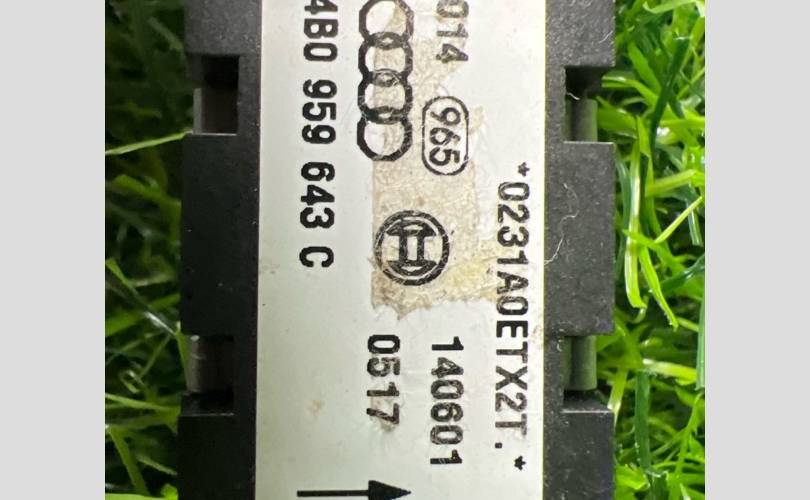 *0231A0ETX2T.*
014 965 140601
0517
4B0 959 643 C